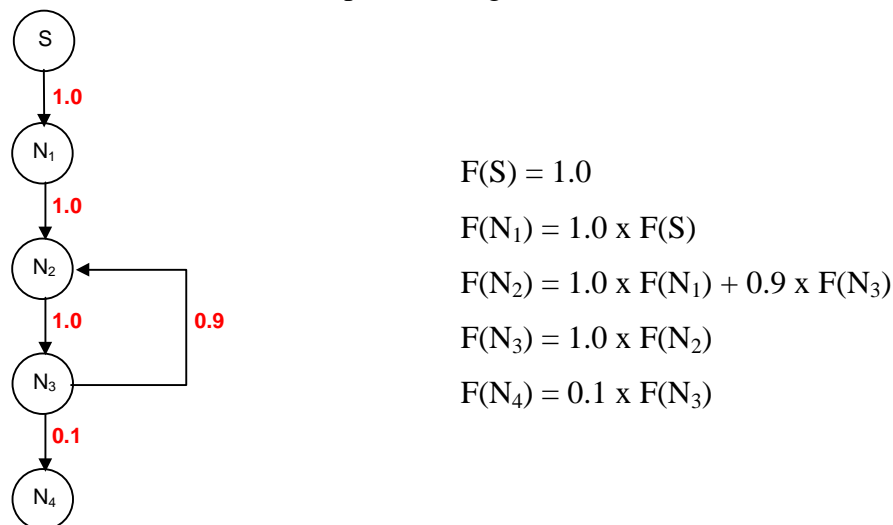 S
1.0
N₁
1.0
N₂
1.0
0.9
N₃
0.1
N₄
F(S) = 1.0
F(N₁) = 1.0 x F(S)
F(N₂) = 1.0 x F(N₁) + 0.9 x F(N₃)
F(N₃) = 1.0 x F(N₂)
F(N₄) = 0.1 x F(N₃)